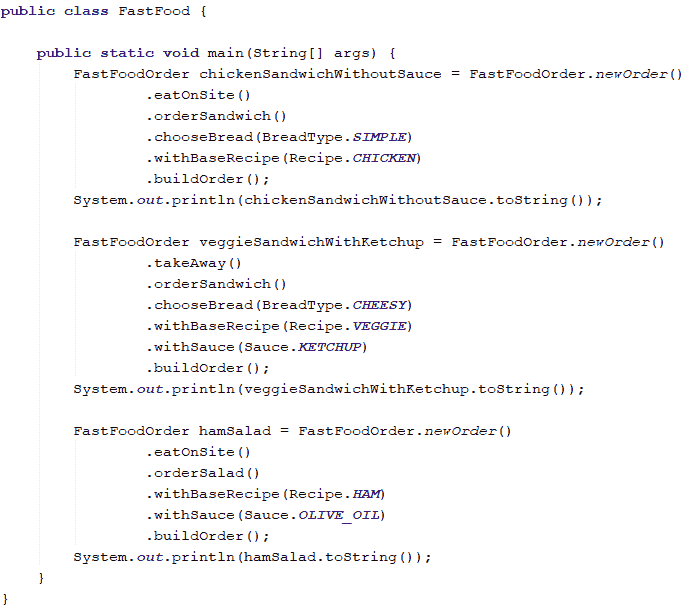 public class FastFood {
public static void main(String[] args) {
FastFoodOrder chickenSandwichWithoutSauce = FastFoodOrder.newOrder()
.eatOnSite()
.orderSandwich()
.chooseBread(BreadType.SIMPLE)
.withBaseRecipe(Recipe.CHICKEN)
.buildOrder();
System.out.println(chickenSandwichWithoutSauce.toString());
FastFoodOrder veggieSandwichWithKetchup = FastFoodOrder.newOrder()
.takeAway()
.orderSandwich()
.chooseBread(BreadType.CHEESY)
.withBaseRecipe(Recipe.VEGGIE)
.withSauce(Sauce.KETCHUP)
.buildOrder();
System.out.println(veggieSandwichWithKetchup.toString());
FastFoodOrder hamSalad = FastFoodOrder.newOrder()
.eatOnSite()
.orderSalad()
.withBaseRecipe(Recipe.HAM)
.withSauce(Sauce.OLIVE_OIL)
.buildOrder();
System.out.println(hamSalad.toString());
}
}